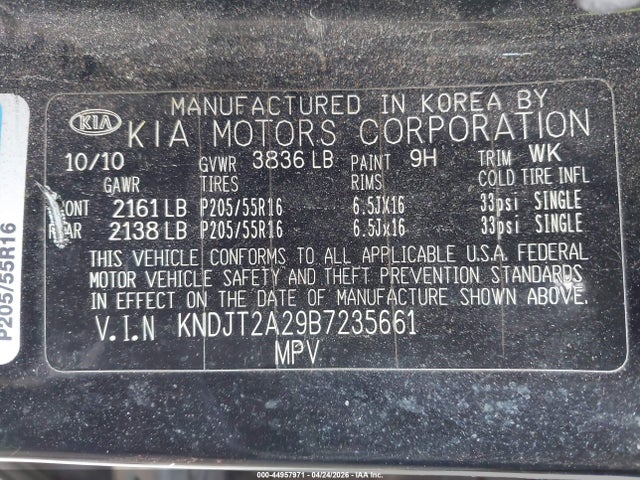 MANUFACTURED IN KOREA BY
KIA KIA MOTORS CORPORATION
10/10 GVWR 3836 LB PAINT 9H TRIM WK
GAWR TIRES RIMS COLD TIRE INFL
ONT 2161 LB P205/55R16 6.5JX16 33psi SINGLE
AR 2138 LB P205/55R16 6.5Jx16 33psi SINGLE
THIS VEHICLE CONFORMS TO ALL APPLICABLE U.S.A. FEDERAL
MOTOR VEHICLE SAFETY AND THEFT PREVENTION STANDARDS
IN EFFECT ON THE DATE OF MANUFACTURE SHOWN ABOVE.
V.I.N KNDJT2A29B7235661
MPV
P205/55R16
000-44957971 - 04/24/2026 - IAA, Inc.